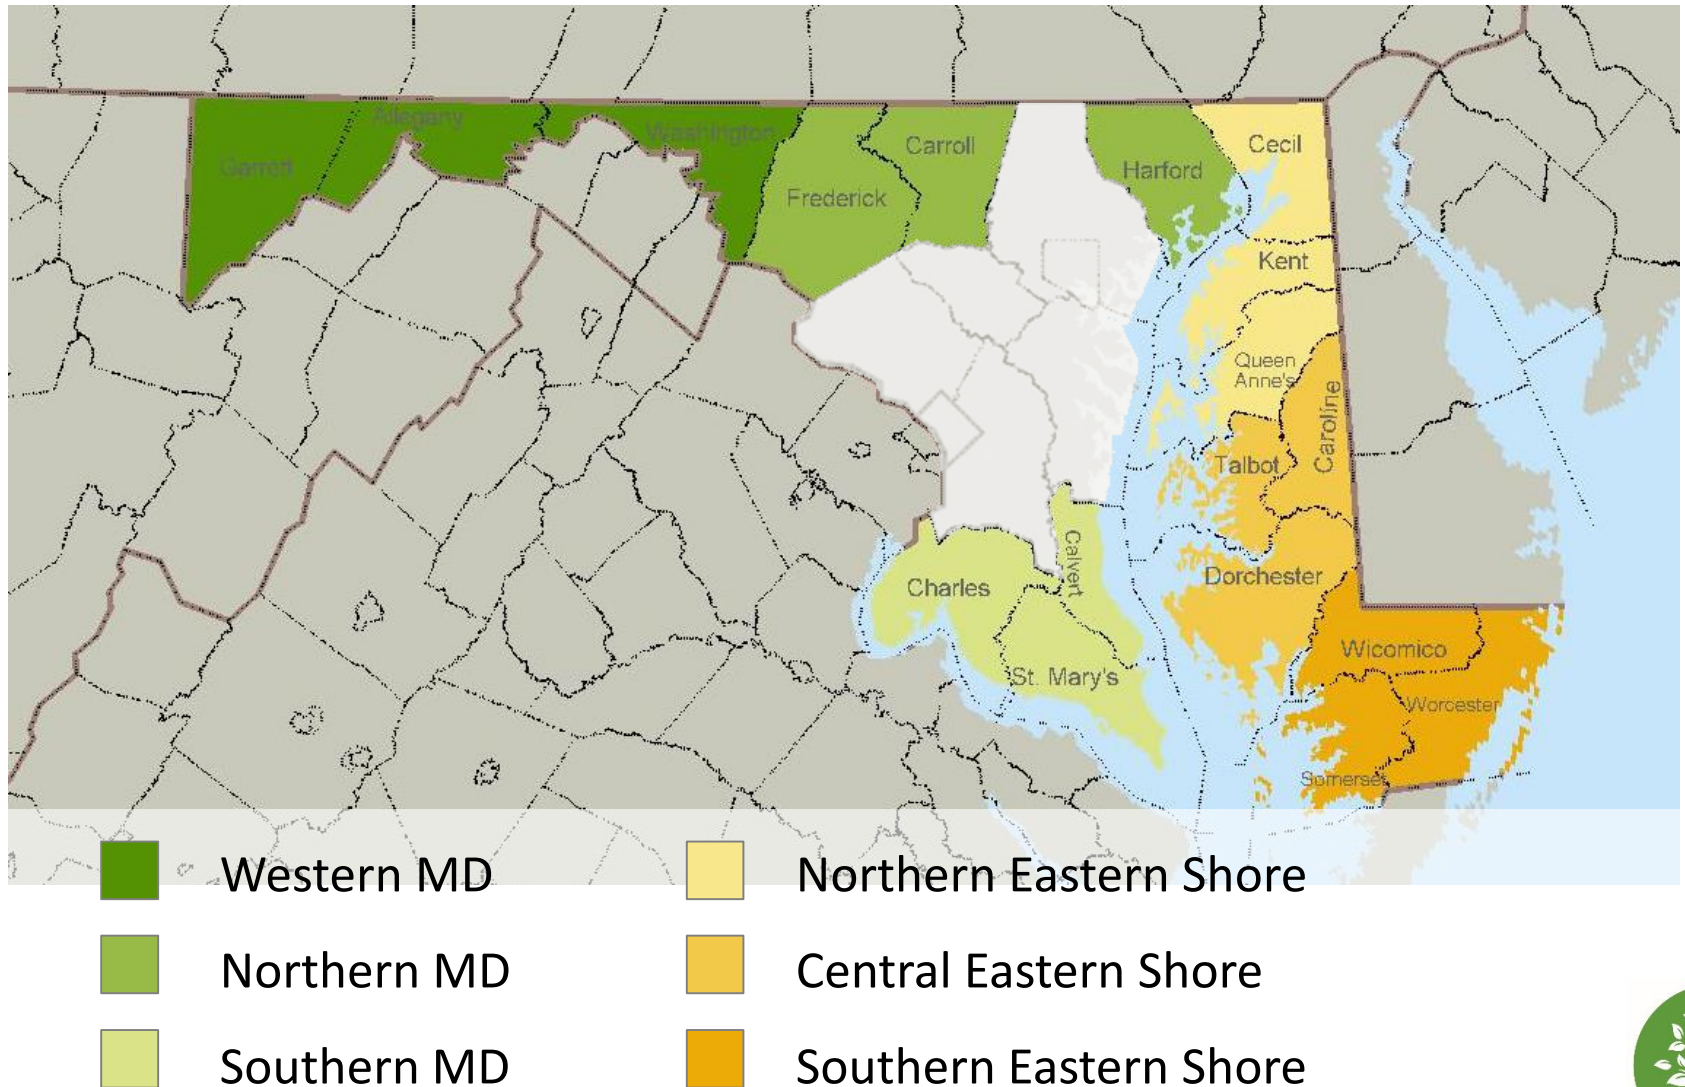 Allegany
Washington
Garrett
Frederick
Carroll
Harford
Cecil
Kent
Queen
Anne's
Caroline
Talbot
Dorchester
Calvert
Charles
St. Mary's
Wicomico
Worcester
Somerset
Western MD
Northern MD
Southern MD
Northern Eastern Shore
Central Eastern Shore
Southern Eastern Shore